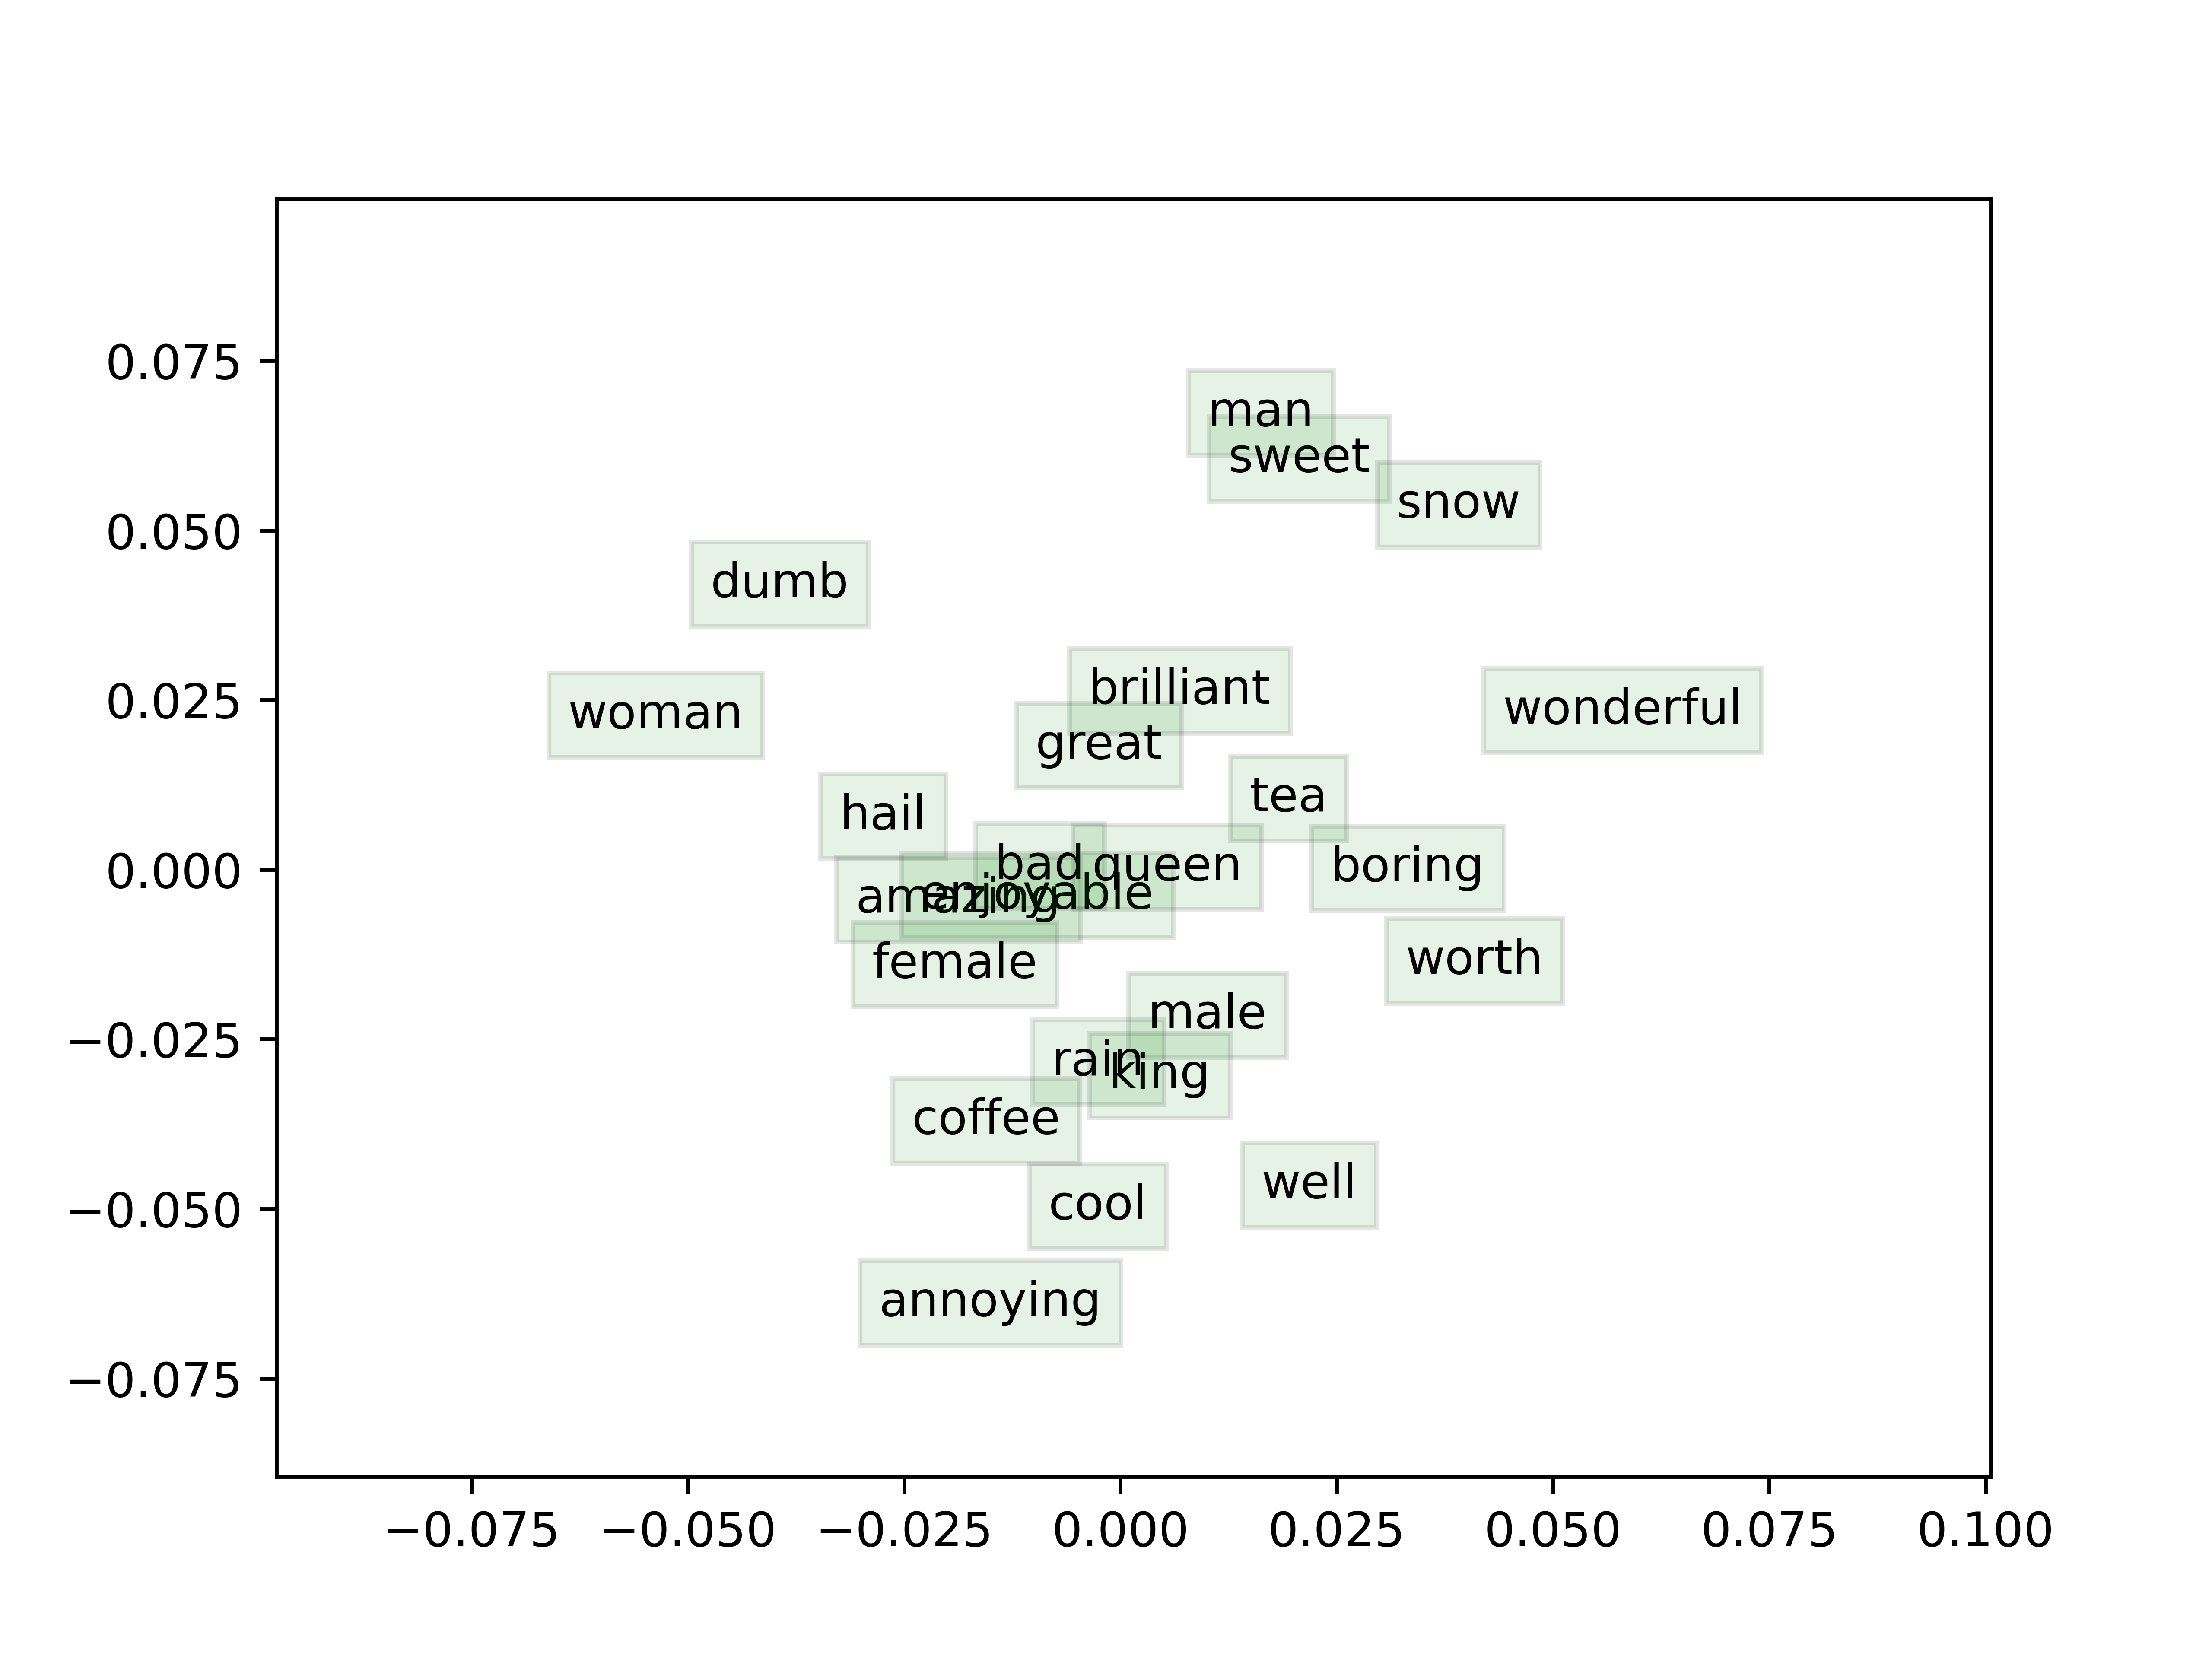 0.075
0.050
0.025
0.000
−0.025
−0.050
−0.075
man
sweet
snow
dumb
brilliant
wonderful
woman
great
tea
hail
bad
queen
boring
amazing
enjoyable
worth
female
male
rain
king
coffee
well
cool
annoying
−0.075 −0.050 −0.025 0.000 0.025 0.050 0.075 0.100